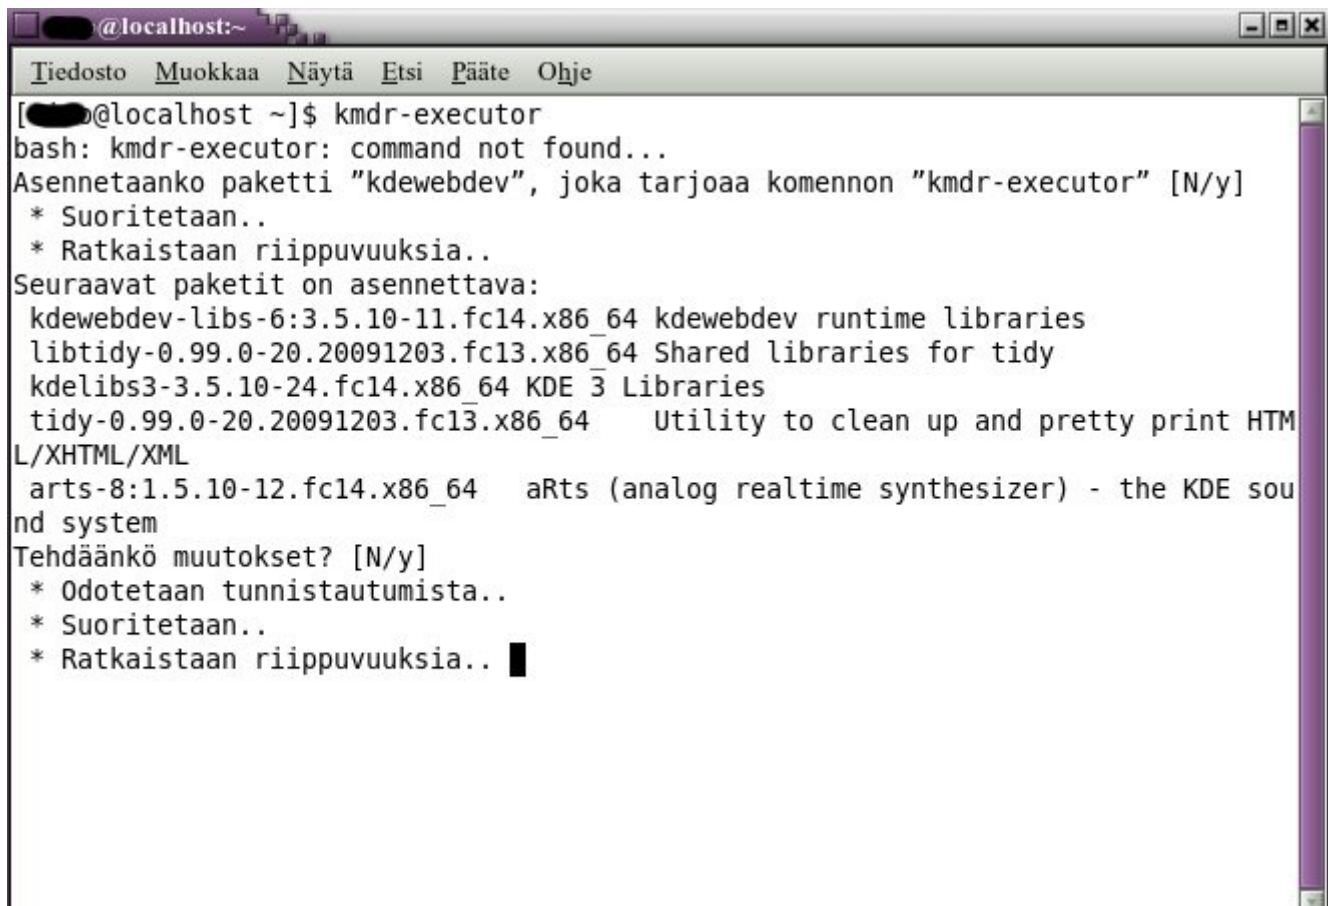 @localhost:~
Tiedosto Muokkaa Näytä Etsi Pääte Ohje
[@localhost ~]$ kmdr-executor
bash: kmdr-executor: command not found...
Asennetaanko paketti ”kdewebdev”, joka tarjoaa komennon ”kmdr-executor” [N/y]
 * Suoritetaan..
 * Ratkaistaan riippuvuuksia..
Seuraavat paketit on asennettava:
 kdewebdev-libs-6:3.5.10-11.fc14.x86_64 kdewebdev runtime libraries
 libtidy-0.99.0-20.20091203.fc13.x86_64 Shared libraries for tidy
 kdelibs3-3.5.10-24.fc14.x86_64 KDE 3 Libraries
 tidy-0.99.0-20.20091203.fc13.x86_64    Utility to clean up and pretty print HTM
L/XHTML/XML
 arts-8:1.5.10-12.fc14.x86_64   aRts (analog realtime synthesizer) - the KDE sou
nd system
Tehdäänkö muutokset? [N/y]
 * Odotetaan tunnistautumista..
 * Suoritetaan..
 * Ratkaistaan riippuvuuksia..